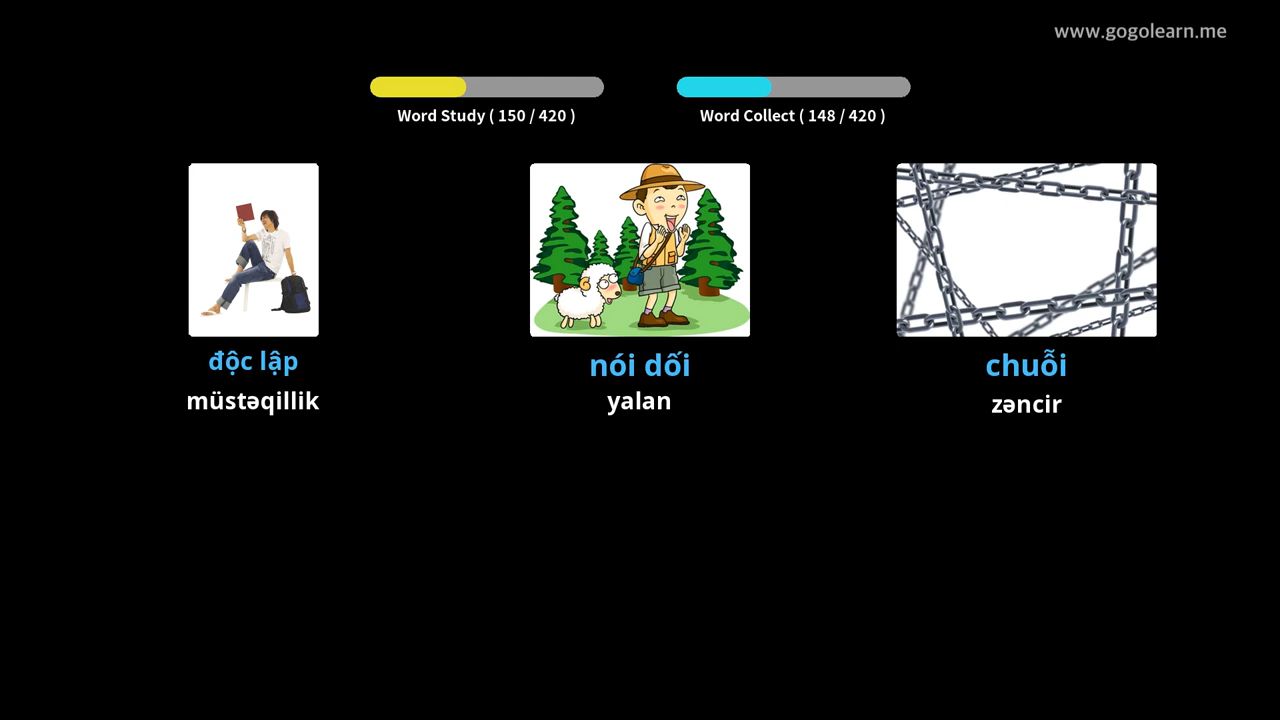 www.gogolearn.me
Word Study ( 150 / 420 )
Word Collect ( 148 / 420 )
độc lập
müstəqillik
nói dối
yalan
chuỗi
zəncir